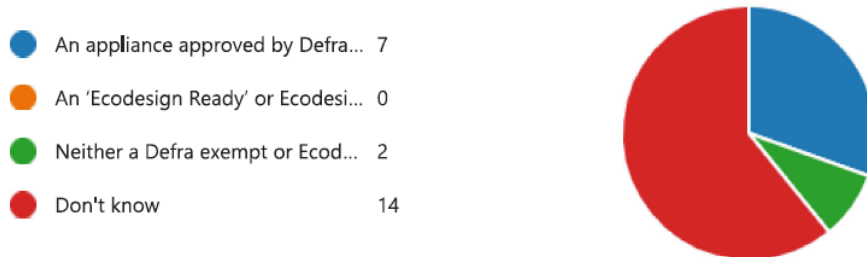 An appliance approved by Defra... 7
An ‘Ecodesign Ready’ or Ecodesi... 0
Neither a Defra exempt or Ecod... 2
Don't know 14